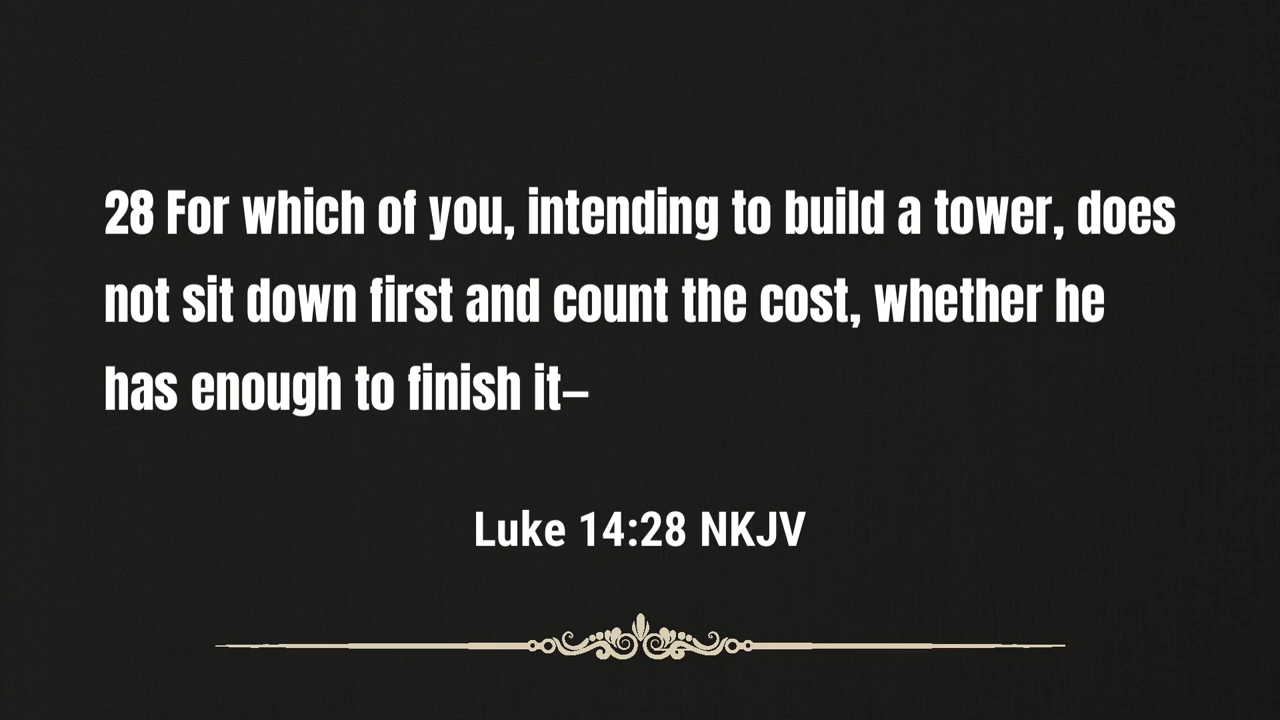 28 For which of you, intending to build a tower, does
not sit down first and count the cost, whether he
has enough to finish it—
Luke 14:28 NKJV